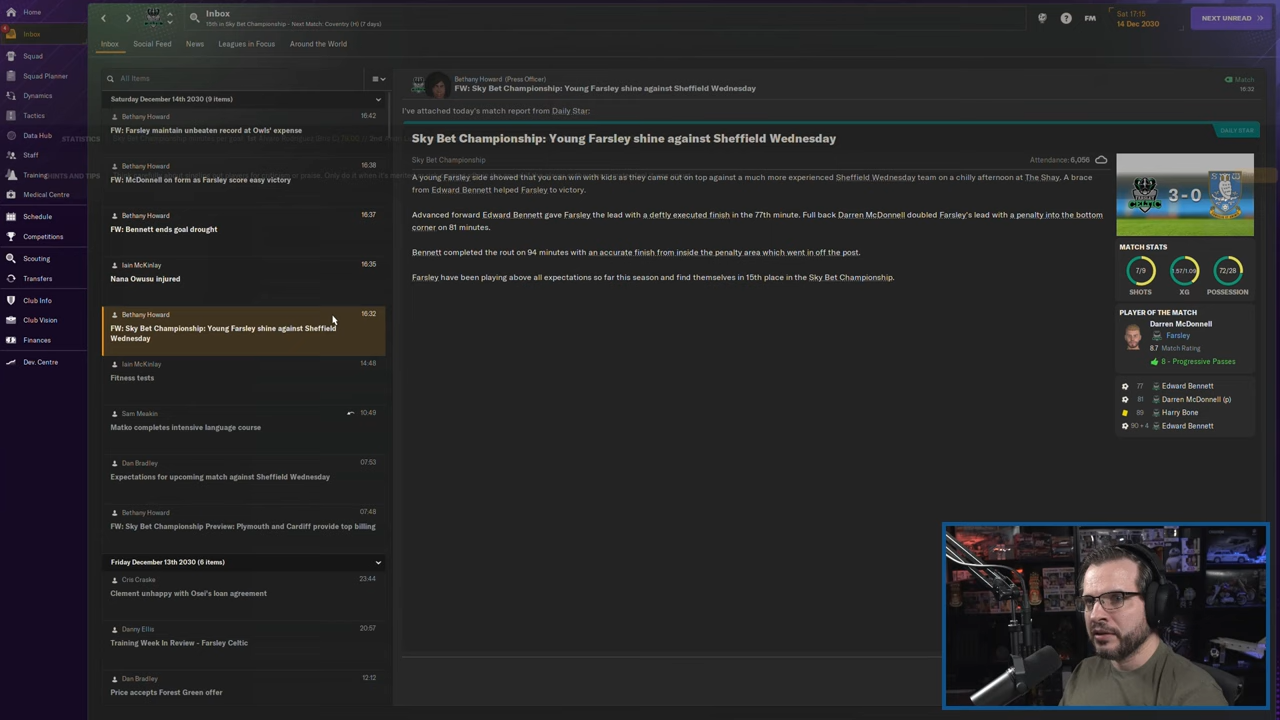 Home
Inbox
Squad
Squad Planner
Dynamics
Tactics
Data Hub
Staff
Training
Medical Centre
Schedule
Competitions
Scouting
Transfers
Club Info
Club Vision
Finances
Dev. Centre
Inbox
15th in Sky Bet Championship - Next Match: Coventry (H) (7 days)
FM
Sat 17:15
14 Dec 2030
NEXT UNREAD
Inbox
Social Feed
News
Leagues in Focus
Around the World
All Items
Saturday December 14th 2030 (9 items)
Bethany Howard 16:42
FW: Farsley maintain unbeaten record at Owls' expense
STATISTICS
Bethany Howard 16:38
FW: McDonnell on form as Farsley score easy victory
HINTS AND TIPS
Bethany Howard 16:37
FW: Bennett ends goal drought
Iain McKinlay 16:35
Nana Owusu injured
Bethany Howard 16:32
FW: Sky Bet Championship: Young Farsley shine against Sheffield
Wednesday
Iain McKinlay 14:48
Fitness tests
Sam Meakin 10:49
Matko completes intensive language course
Dan Bradley 07:53
Expectations for upcoming match against Sheffield Wednesday
Bethany Howard 07:48
FW: Sky Bet Championship Preview: Plymouth and Cardiff provide top billing
Friday December 13th 2030 (6 items)
Cris Craske 23:44
Clement unhappy with Osei's loan agreement
Danny Ellis 20:57
Training Week In Review - Farsley Celtic
Dan Bradley 12:12
Price accepts Forest Green offer
Bethany Howard (Press Officer)
FW: Sky Bet Championship: Young Farsley shine against Sheffield Wednesday
Match
16:32
I've attached today's match report from Daily Star:
DAILY STAR
Sky Bet Championship: Young Farsley shine against Sheffield Wednesday
Sky Bet Championship
Attendance: 6,056
A young Farsley side showed that you can win with kids as they came out on top against a much more experienced Sheffield Wednesday team on a chilly afternoon at The Shay. A brace
from Edward Bennett helped Farsley to victory.
Advanced forward Edward Bennett gave Farsley the lead with a deftly executed finish in the 77th minute. Full back Darren McDonnell doubled Farsley's lead with a penalty into the bottom
corner on 81 minutes.
Bennett completed the rout on 94 minutes with an accurate finish from inside the penalty area which went in off the post.
Farsley have been playing above all expectations so far this season and find themselves in 15th place in the Sky Bet Championship.
3-0
MATCH STATS
7/9
1.57/1.09
72/28
SHOTS
XG
POSSESSION
PLAYER OF THE MATCH
Darren McDonnell
Farsley
8.7 Match Rating
8 - Progressive Passes
77 Edward Bennett
81 Darren McDonnell (p)
89 Harry Bone
90 + 4 Edward Bennett